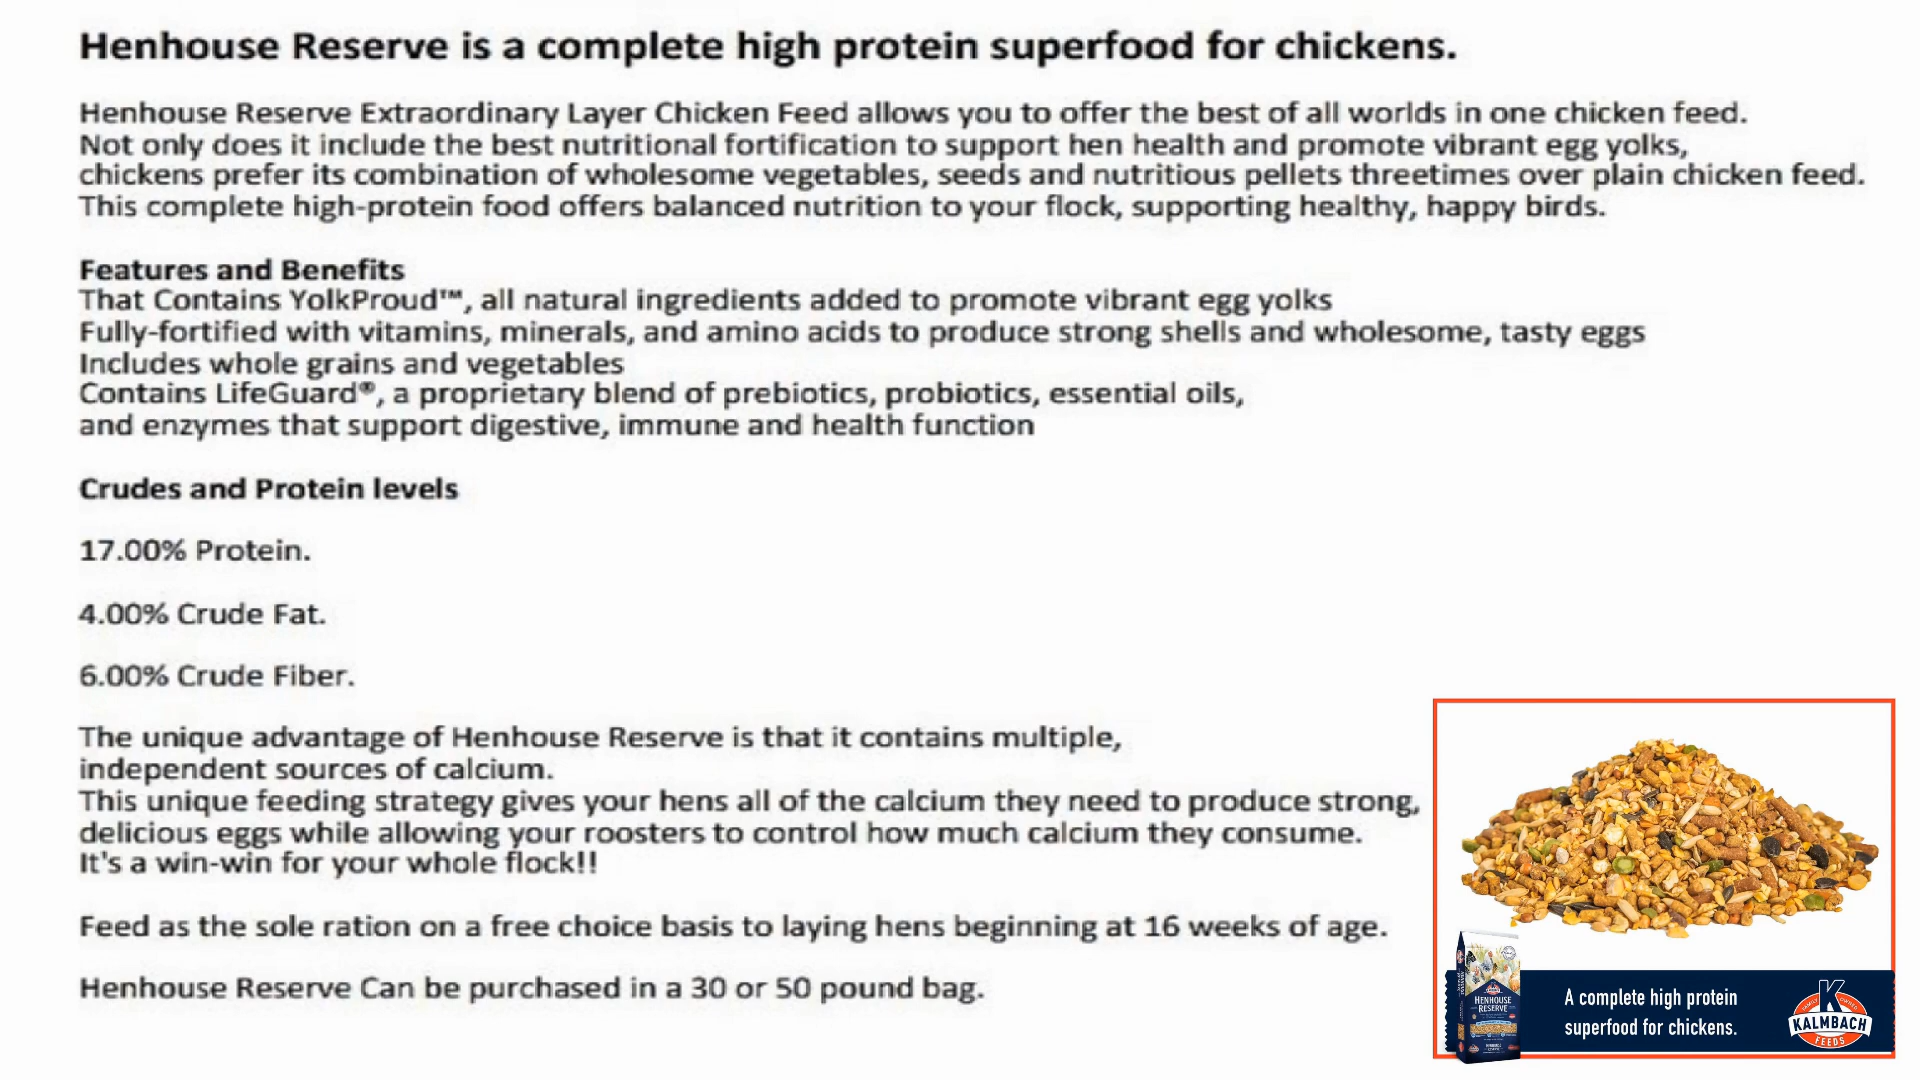 Henhouse Reserve is a complete high protein superfood for chickens.
Henhouse Reserve Extraordinary Layer Chicken Feed allows you to offer the best of all worlds in one chicken feed.
Not only does it include the best nutritional fortification to support hen health and promote vibrant egg yolks,
chickens prefer its combination of wholesome vegetables, seeds and nutritious pellets threetimes over plain chicken feed.
This complete high-protein food offers balanced nutrition to your flock, supporting healthy, happy birds.
Features and Benefits
That Contains YolkProud™, all natural ingredients added to promote vibrant egg yolks
Fully-fortified with vitamins, minerals, and amino acids to produce strong shells and wholesome, tasty eggs
Includes whole grains and vegetables
Contains LifeGuard®, a proprietary blend of prebiotics, probiotics, essential oils,
and enzymes that support digestive, immune and health function
Crudes and Protein levels
17.00% Protein.
4.00% Crude Fat.
6.00% Crude Fiber.
The unique advantage of Henhouse Reserve is that it contains multiple,
independent sources of calcium.
This unique feeding strategy gives your hens all of the calcium they need to produce strong,
delicious eggs while allowing your roosters to control how much calcium they consume.
It's a win-win for your whole flock!!
Feed as the sole ration on a free choice basis to laying hens beginning at 16 weeks of age.
Henhouse Reserve Can be purchased in a 30 or 50 pound bag.
HENHOUSE
RESERVE
A complete high protein
superfood for chickens.
K
FAMILY OWNED
KALMBACH
FEEDS